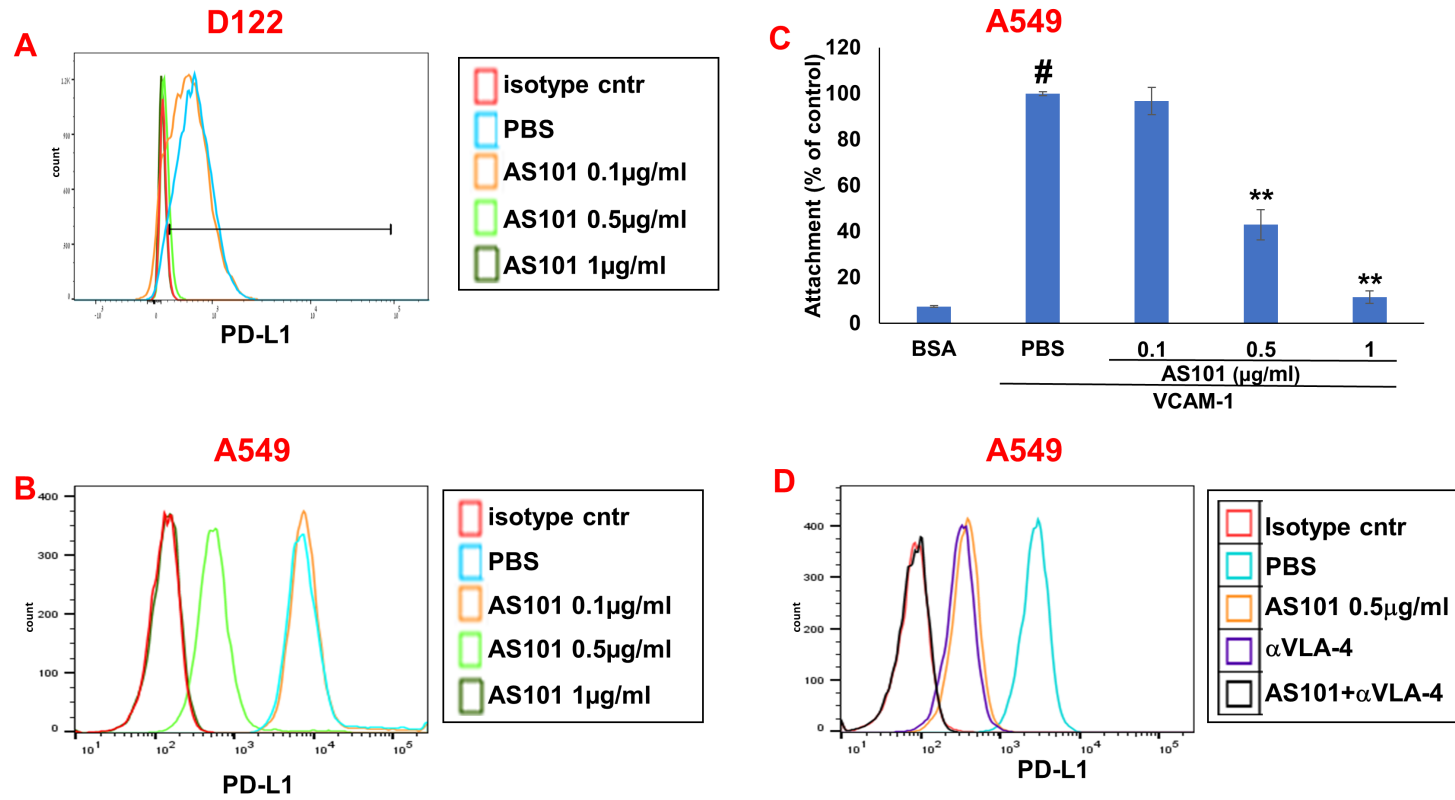 D122
A
isotype cntr
PBS
AS101 0.1µg/ml
AS101 0.5µg/ml
AS101 1µg/ml
count
PD-L1
A549
C
Attachment (% of control)
120
100
80
60
40
20
0
#
**
**
BSA
PBS
0.1
0.5
1
AS101 (µg/ml)
VCAM-1
A549
B
400
300
200
100
0
count
10¹
10²
10³
10⁴
10⁵
PD-L1
isotype cntr
PBS
AS101 0.1µg/ml
AS101 0.5µg/ml
AS101 1µg/ml
A549
D
400
300
200
100
0
count
10¹
10²
10³
10⁴
10⁵
PD-L1
Isotype cntr
PBS
AS101 0.5µg/ml
αVLA-4
AS101+αVLA-4